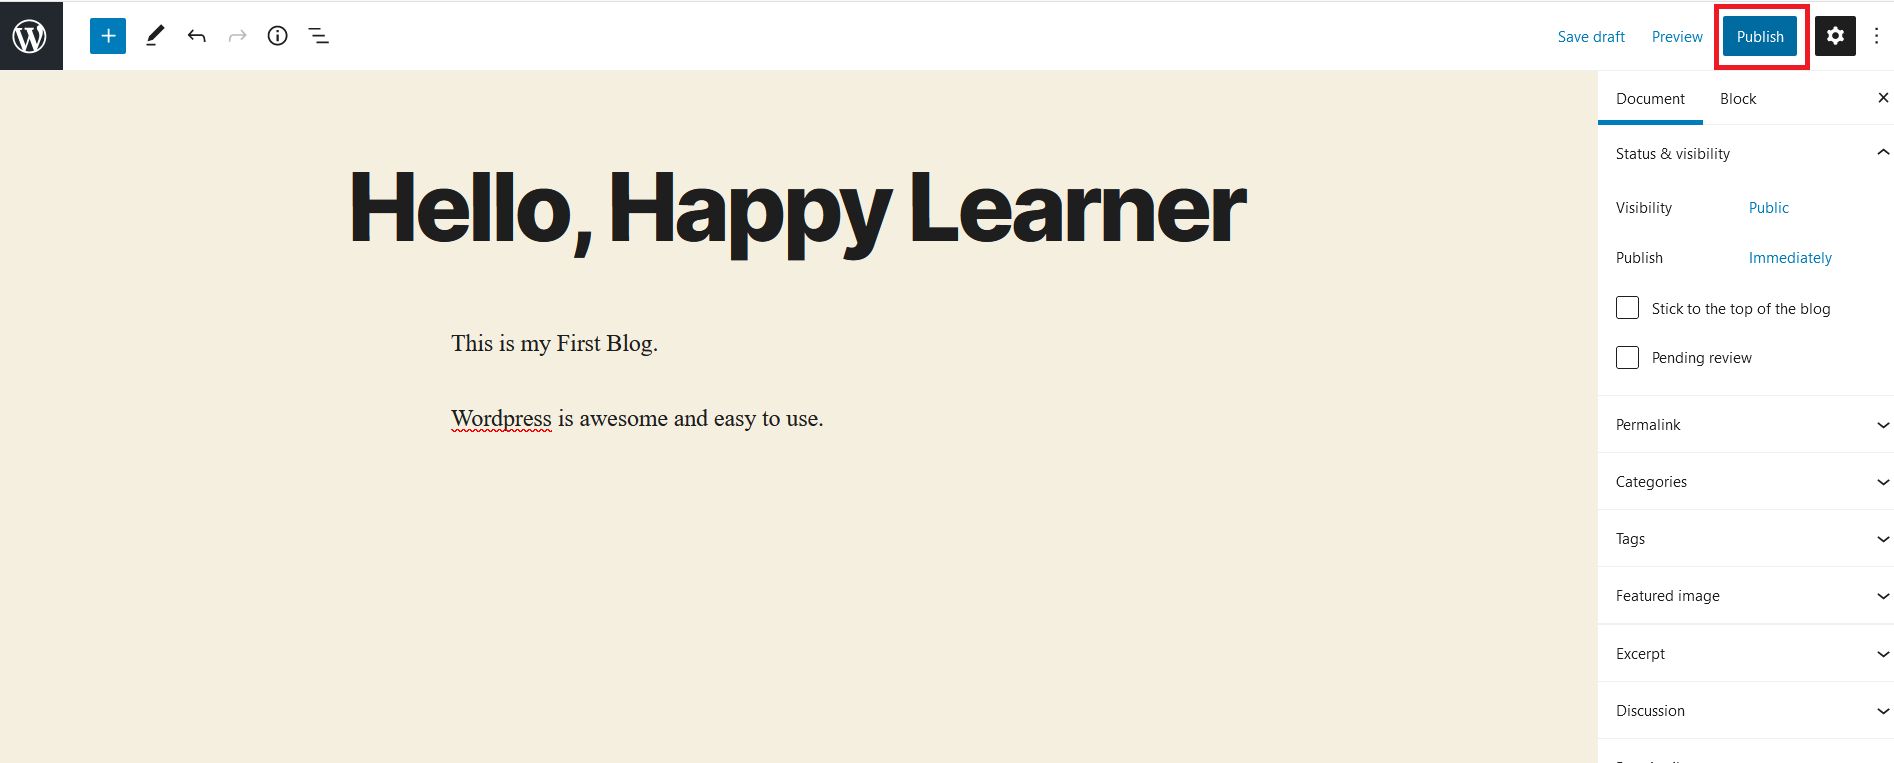 Save draft Preview Publish
Document Block
Status & visibility
Visibility Public
Publish Immediately
Stick to the top of the blog
Pending review
Permalink
Categories
Tags
Featured image
Excerpt
Discussion
Hello, Happy Learner
This is my First Blog.
Wordpress is awesome and easy to use.